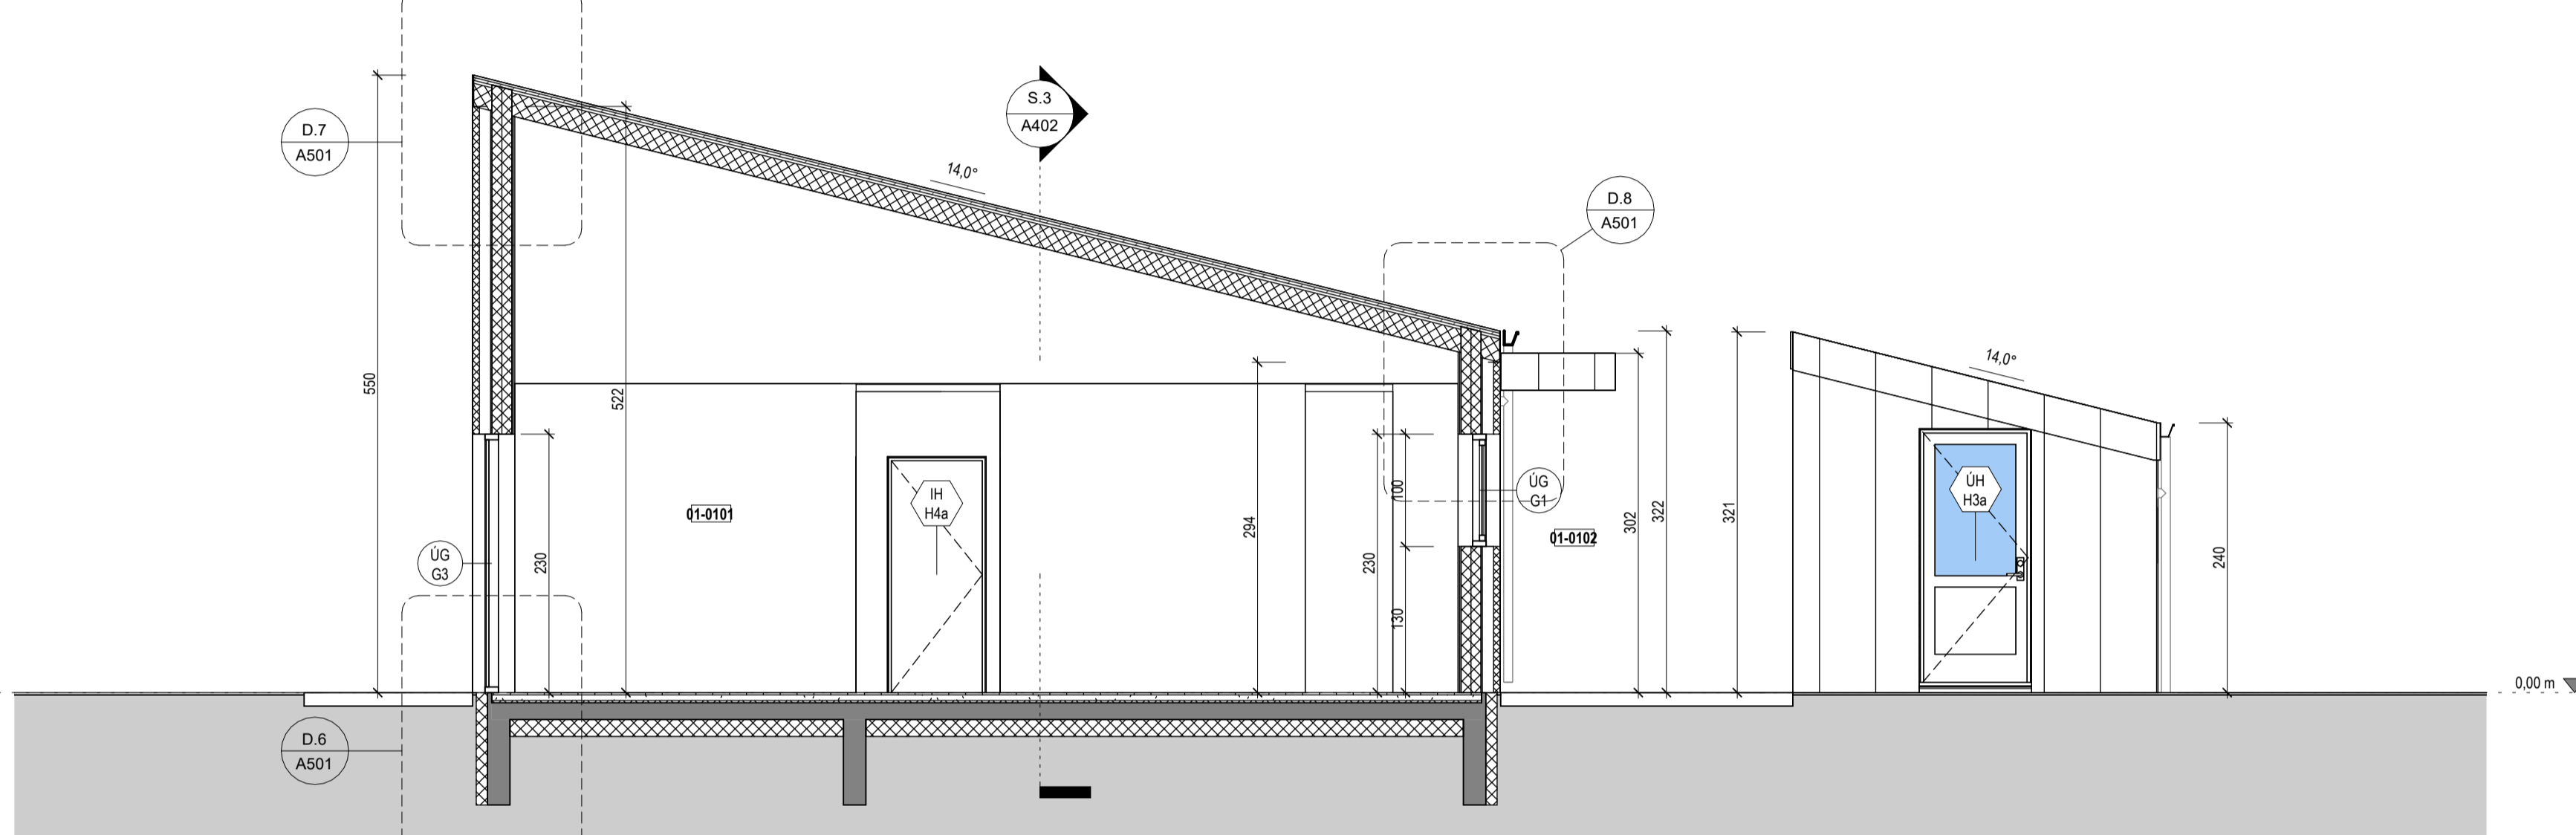 S.3
A402
D.7
A501
14,0°
D.8
A501
14,0°
550
522
230
294
230
100
130
302
322
321
240
01-0101
IH
H4a
ÚG
G3
ÚG
G1
01-0102
ÚH
H3a
0,00 m
D.6
A501